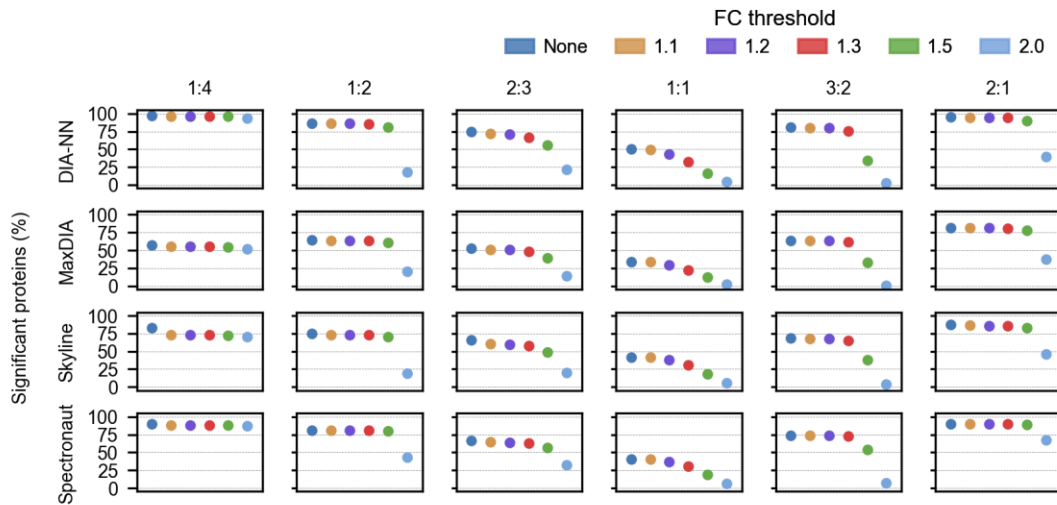 FC threshold
None 1.1 1.2 1.3 1.5 2.0
1:4 1:2 2:3 1:1 3:2 2:1
Significant proteins (%)
DIA-NN
100
75
50
25
0
MaxDIA
100
75
50
25
0
Skyline
100
75
50
25
0
Spectronaut
100
75
50
25
0